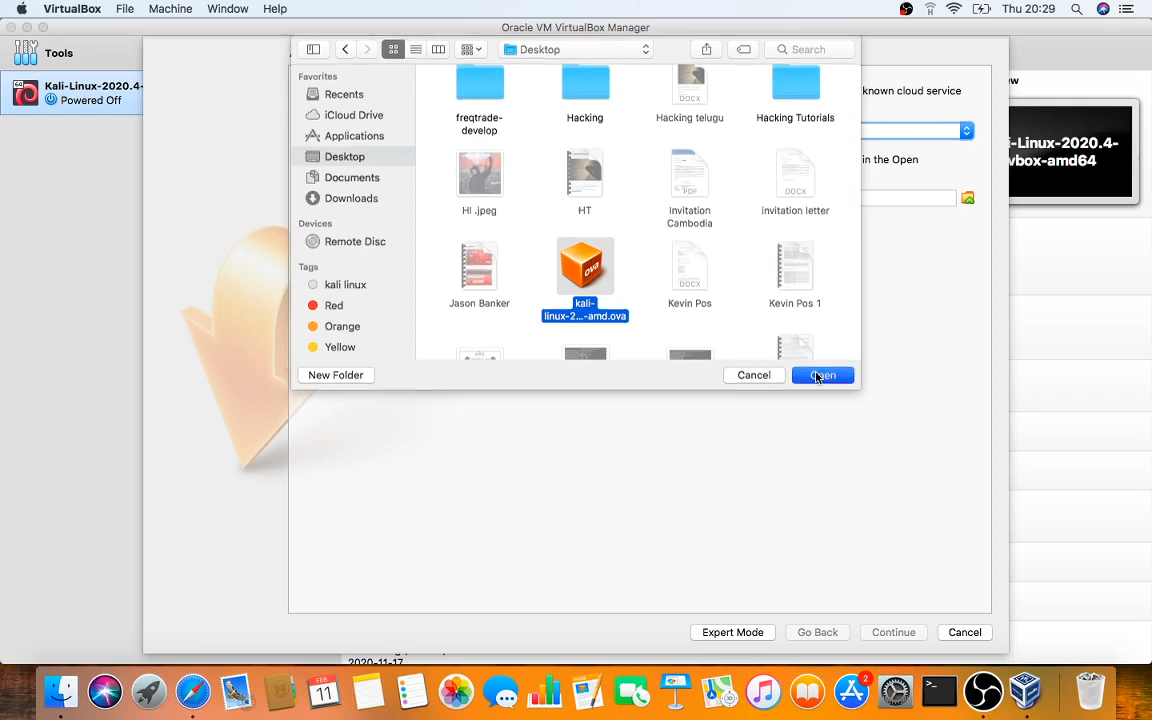 VirtualBox File Machine Window Help Thu 20:29
Oracle VM VirtualBox Manager
Tools
64
Kali-Linux-2020.4-
Powered Off
Desktop
Search
Favorites
Recents
iCloud Drive
Applications
Desktop
Documents
Downloads
Devices
Remote Disc
Tags
kali linux
Red
Orange
Yellow
freqtrade-
develop
Hacking
DOCX
Hacking telugu
Hacking Tutorials
HI .jpeg
HT
PDF
Invitation
Cambodia
DOCX
invitation letter
Jason Banker
ova
kali-
linux-2...-amd.ova
DOCX
Kevin Pos
Kevin Pos 1
New Folder
Cancel
Open
known cloud service
in the Open
i-Linux-2020.4-
vbox-amd64
Expert Mode
Go Back
Continue
Cancel
2020-11-17
FEB
11
2